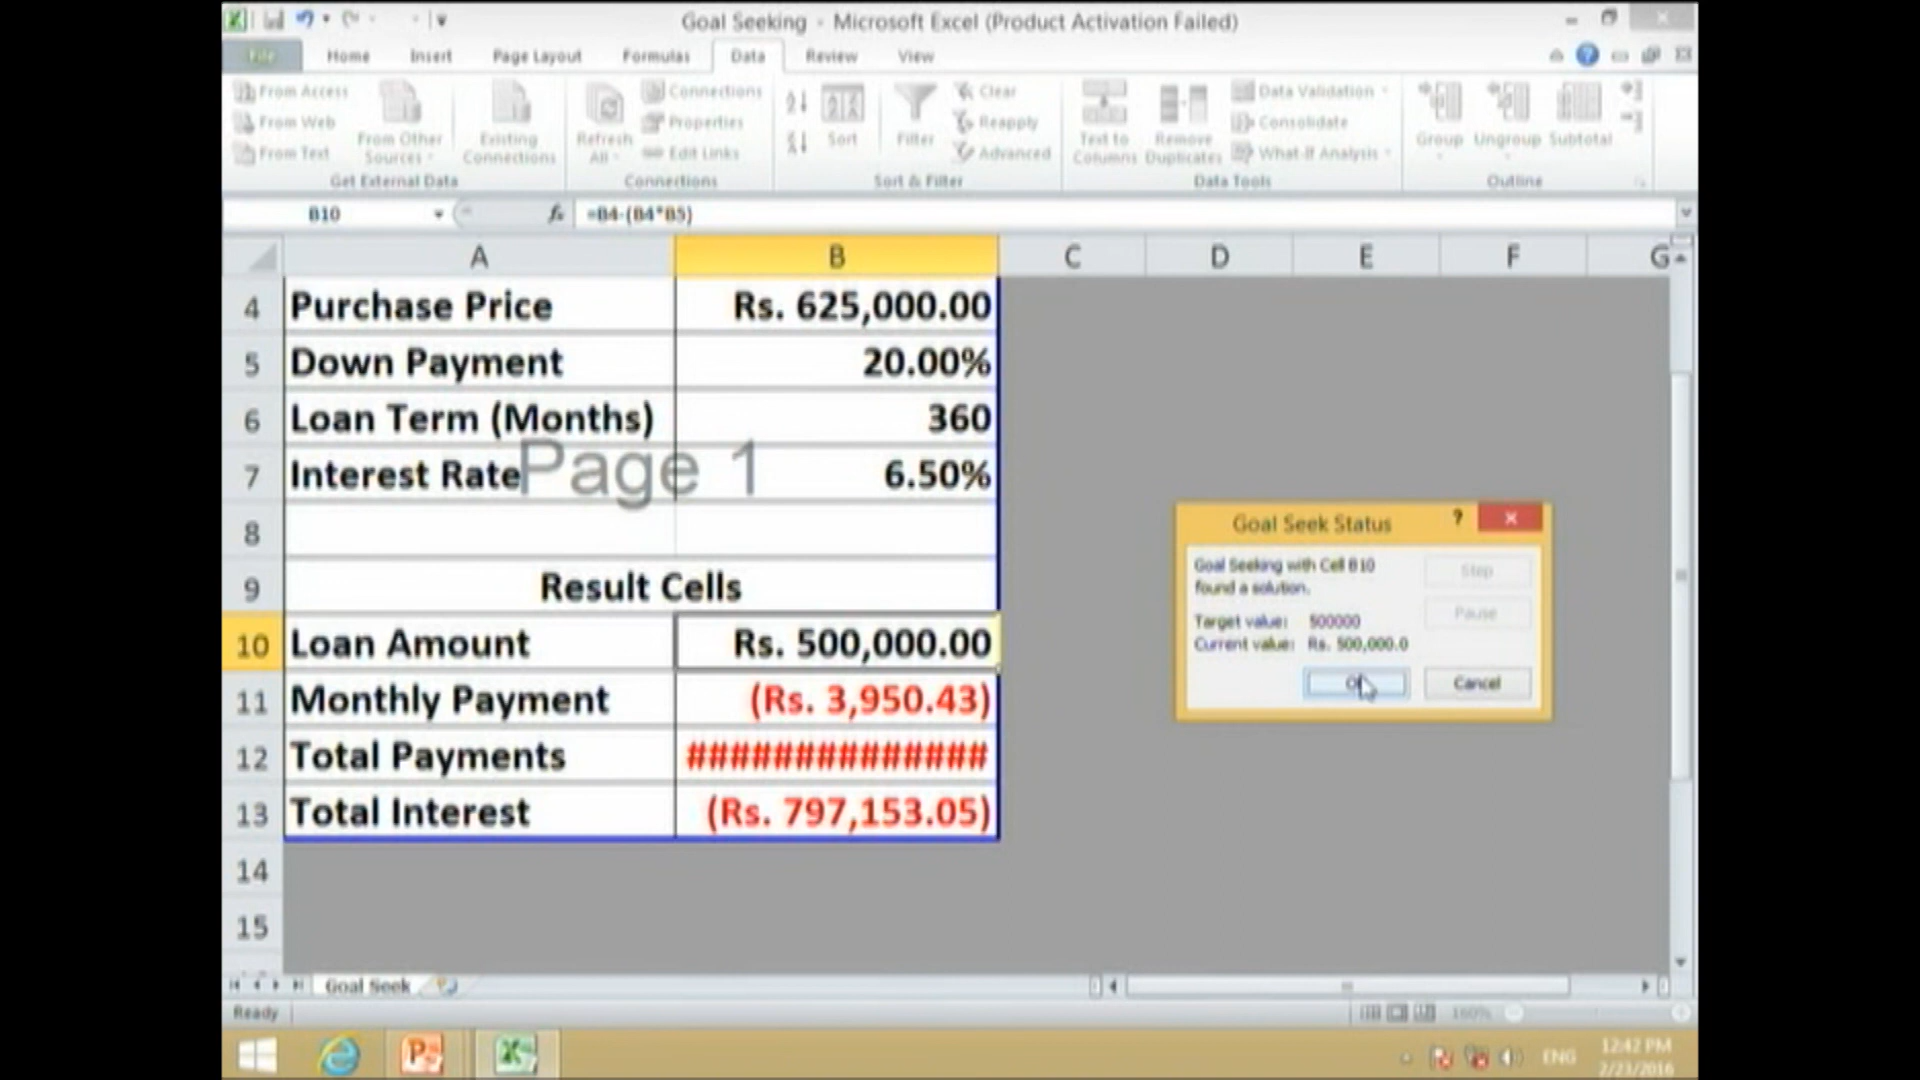 Goal Seeking - Microsoft Excel (Product Activation Failed)
File Home Insert Page Layout Formulas Data Review View
From Access
From Web
From Text
From Other Sources
Existing Connections
Get External Data
Refresh All
Connections
Properties
Edit Links
Connections
Sort
Filter
Clear
Reapply
Advanced
Sort & Filter
Text to Columns
Remove Duplicates
Data Validation
Consolidate
What-If Analysis
Data Tools
Group Ungroup Subtotal
Outline
B10 fx =B4-(B4*B5)
A B C D E F G
4 Purchase Price Rs. 625,000.00
5 Down Payment 20.00%
6 Loan Term (Months) 360
7 Interest Rate 6.50%
Page 1
8
9 Result Cells
10 Loan Amount Rs. 500,000.00
11 Monthly Payment (Rs. 3,950.43)
12 Total Payments ##############
13 Total Interest (Rs. 797,153.05)
14
15
Goal Seek Status ?
Goal Seeking with Cell B10
found a solution.
Target value: 500000
Current value: Rs. 500,000.0
Step
Pause
Cancel
Goal Seek
Ready 160%
ENG 12:42 PM
2/23/2016